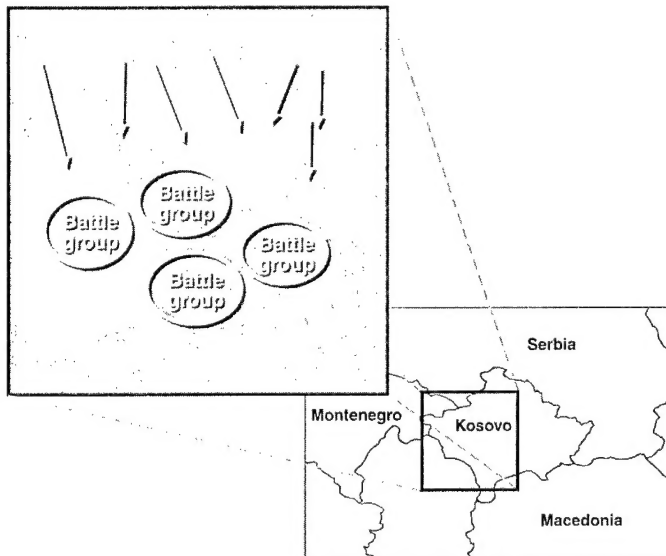 Battle
group
Battle
group
Battle
group
Battle
group
Serbia
Montenegro
Kosovo
Macedonia